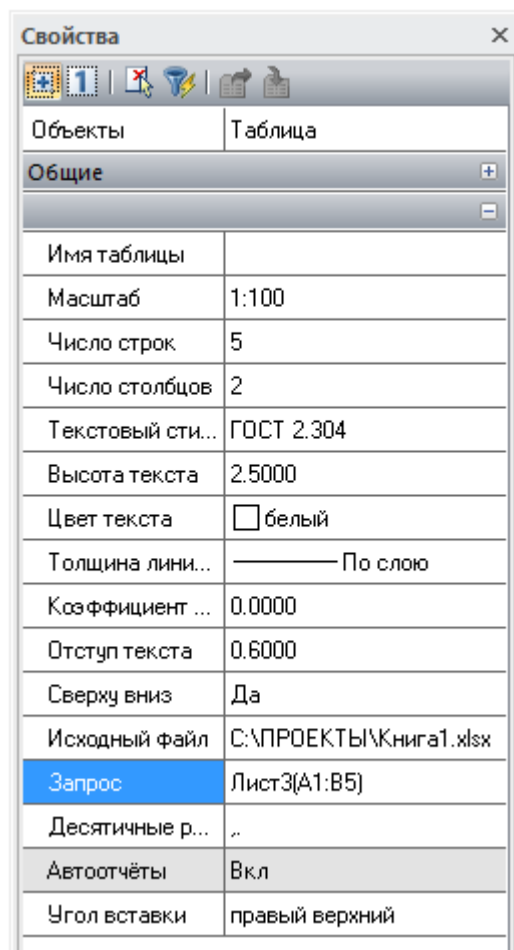 Свойства
1
Объекты Таблица
Общие
Имя таблицы
Масштаб 1:100
Число строк 5
Число столбцов 2
Текстовый сти... ГОСТ 2.304
Высота текста 2.5000
Цвет текста белый
Толщина лини... По слою
Коэффициент ... 0.0000
Отступ текста 0.6000
Сверху вниз Да
Исходный файл C:\ПРОЕКТЫ\Книга1.xlsx
Запрос Лист3(A1:B5)
Десятичные р... ,.
Автоотчёты Вкл
Угол вставки правый верхний